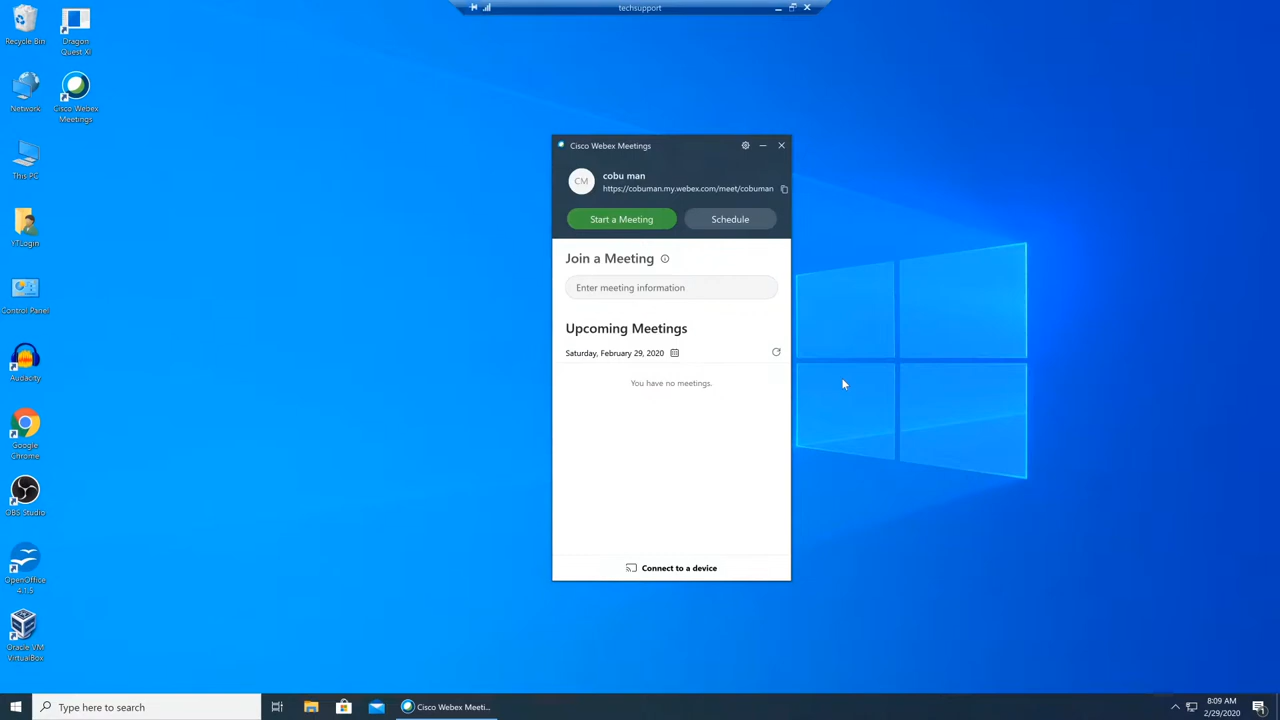 techsupport
Recycle Bin
Dragon
Quest XI
Network
Cisco Webex
Meetings
This PC
YTLogin
Control Panel
Audacity
Google
Chrome
OBS Studio
OpenOffice
4.1.5
Oracle VM
VirtualBox
Cisco Webex Meetings
CM
cobu man
https://cobuman.my.webex.com/meet/cobuman
Start a Meeting
Schedule
Join a Meeting
Enter meeting information
Upcoming Meetings
Saturday, February 29, 2020
You have no meetings.
Connect to a device
Type here to search
Cisco Webex Meeti...
8:09 AM
2/29/2020